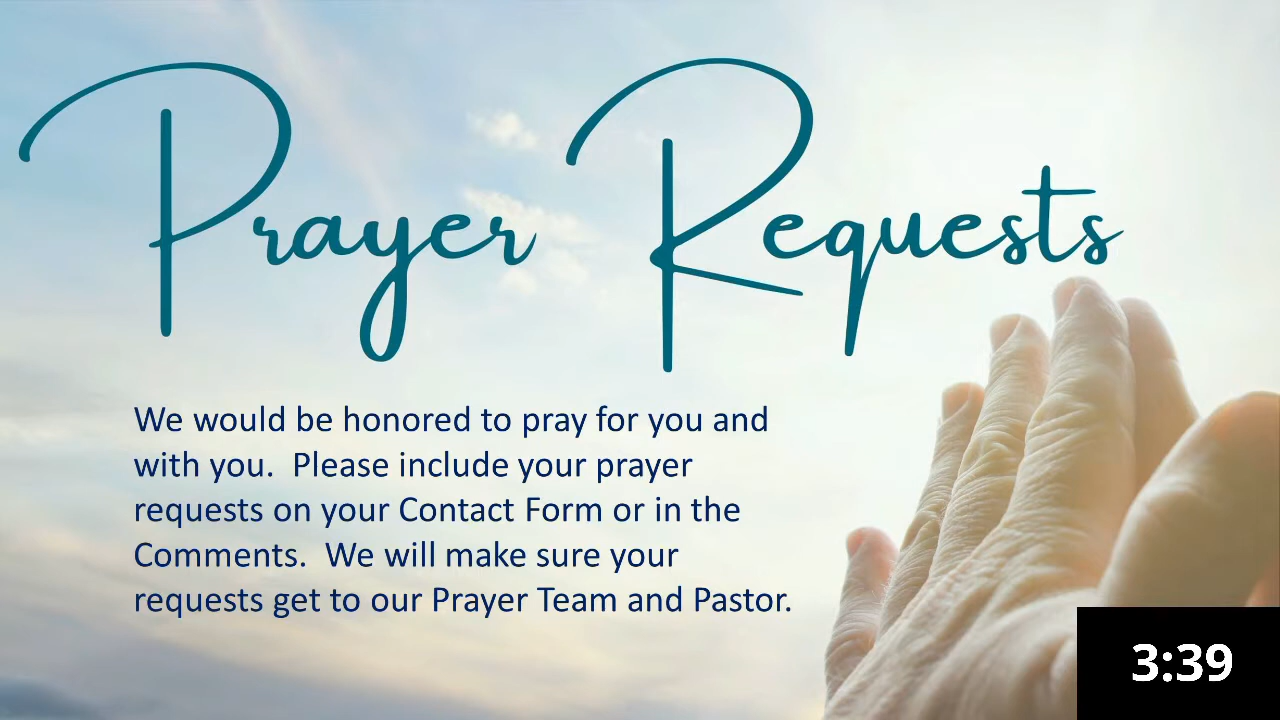 Prayer Requests
We would be honored to pray for you and
with you.  Please include your prayer
requests on your Contact Form or in the
Comments.  We will make sure your
requests get to our Prayer Team and Pastor.
3:39